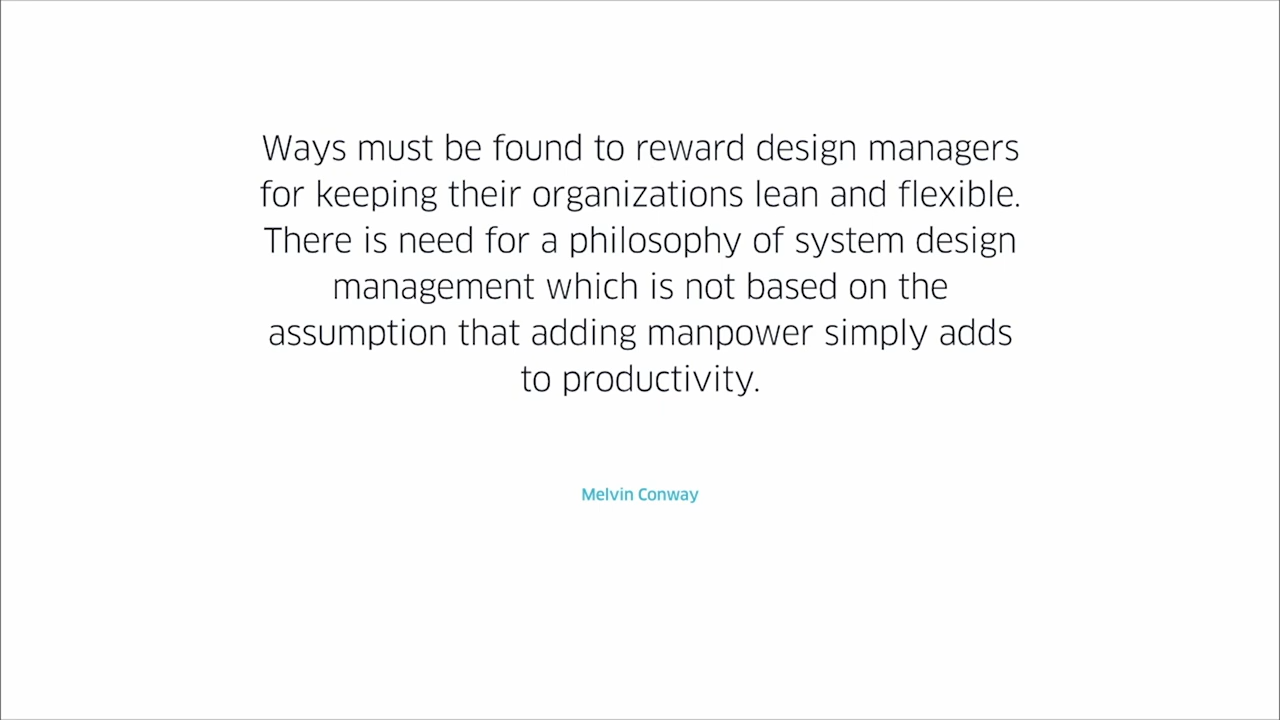 Ways must be found to reward design managers
for keeping their organizations lean and flexible.
There is need for a philosophy of system design
management which is not based on the
assumption that adding manpower simply adds
to productivity.
Melvin Conway